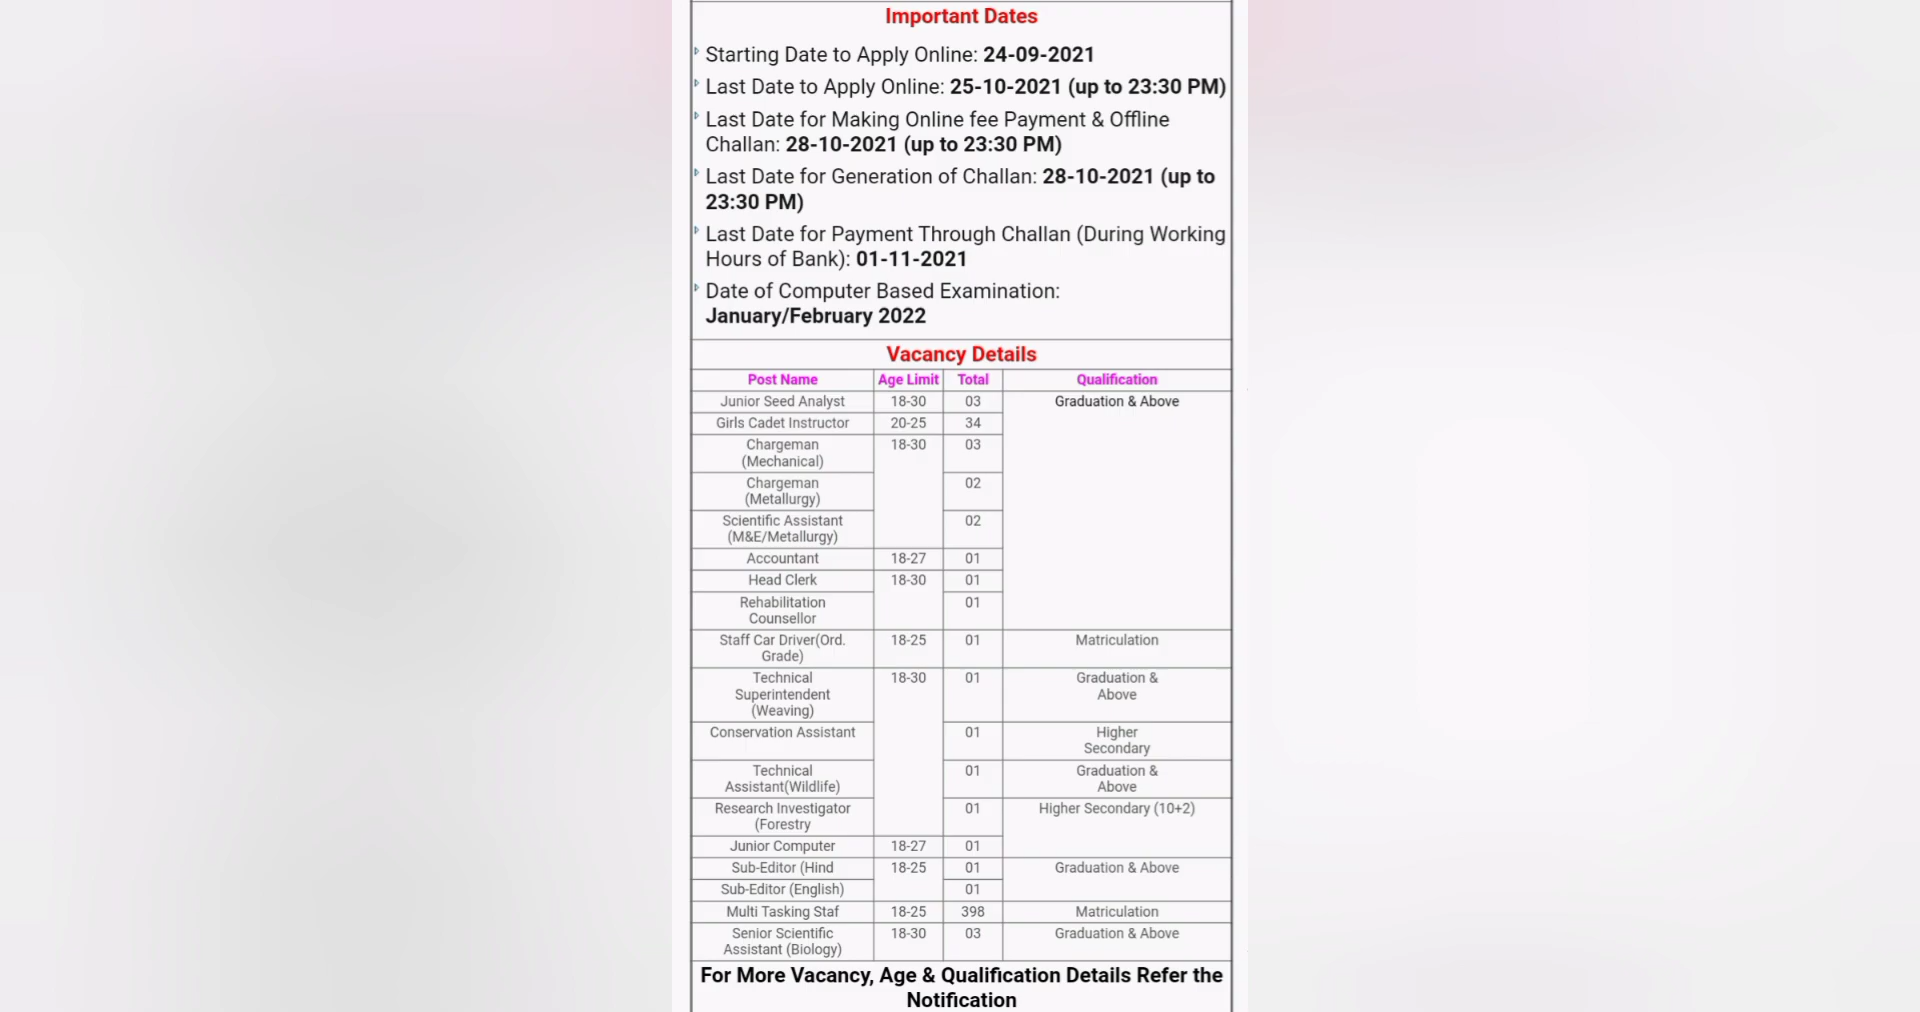 Important Dates
Starting Date to Apply Online: 24-09-2021
Last Date to Apply Online: 25-10-2021 (up to 23:30 PM)
Last Date for Making Online fee Payment & Offline
Challan: 28-10-2021 (up to 23:30 PM)
Last Date for Generation of Challan: 28-10-2021 (up to
23:30 PM)
Last Date for Payment Through Challan (During Working
Hours of Bank): 01-11-2021
Date of Computer Based Examination:
January/February 2022
Vacancy Details
Post Name Age Limit Total Qualification
Junior Seed Analyst 18-30 03 Graduation & Above
Girls Cadet Instructor 20-25 34
Chargeman 18-30 03
(Mechanical)
Chargeman 02
(Metallurgy)
Scientific Assistant 02
(M&E/Metallurgy)
Accountant 18-27 01
Head Clerk 18-30 01
Rehabilitation 01
Counsellor
Staff Car Driver(Ord. 18-25 01 Matriculation
Grade)
Technical 18-30 01 Graduation &
Superintendent Above
(Weaving)
Conservation Assistant 01 Higher
Secondary
Technical 01 Graduation &
Assistant(Wildlife) Above
Research Investigator 01 Higher Secondary (10+2)
(Forestry
Junior Computer 18-27 01
Sub-Editor (Hind 18-25 01 Graduation & Above
Sub-Editor (English) 01
Multi Tasking Staf 18-25 398 Matriculation
Senior Scientific 18-30 03 Graduation & Above
Assistant (Biology)
For More Vacancy, Age & Qualification Details Refer the
Notification